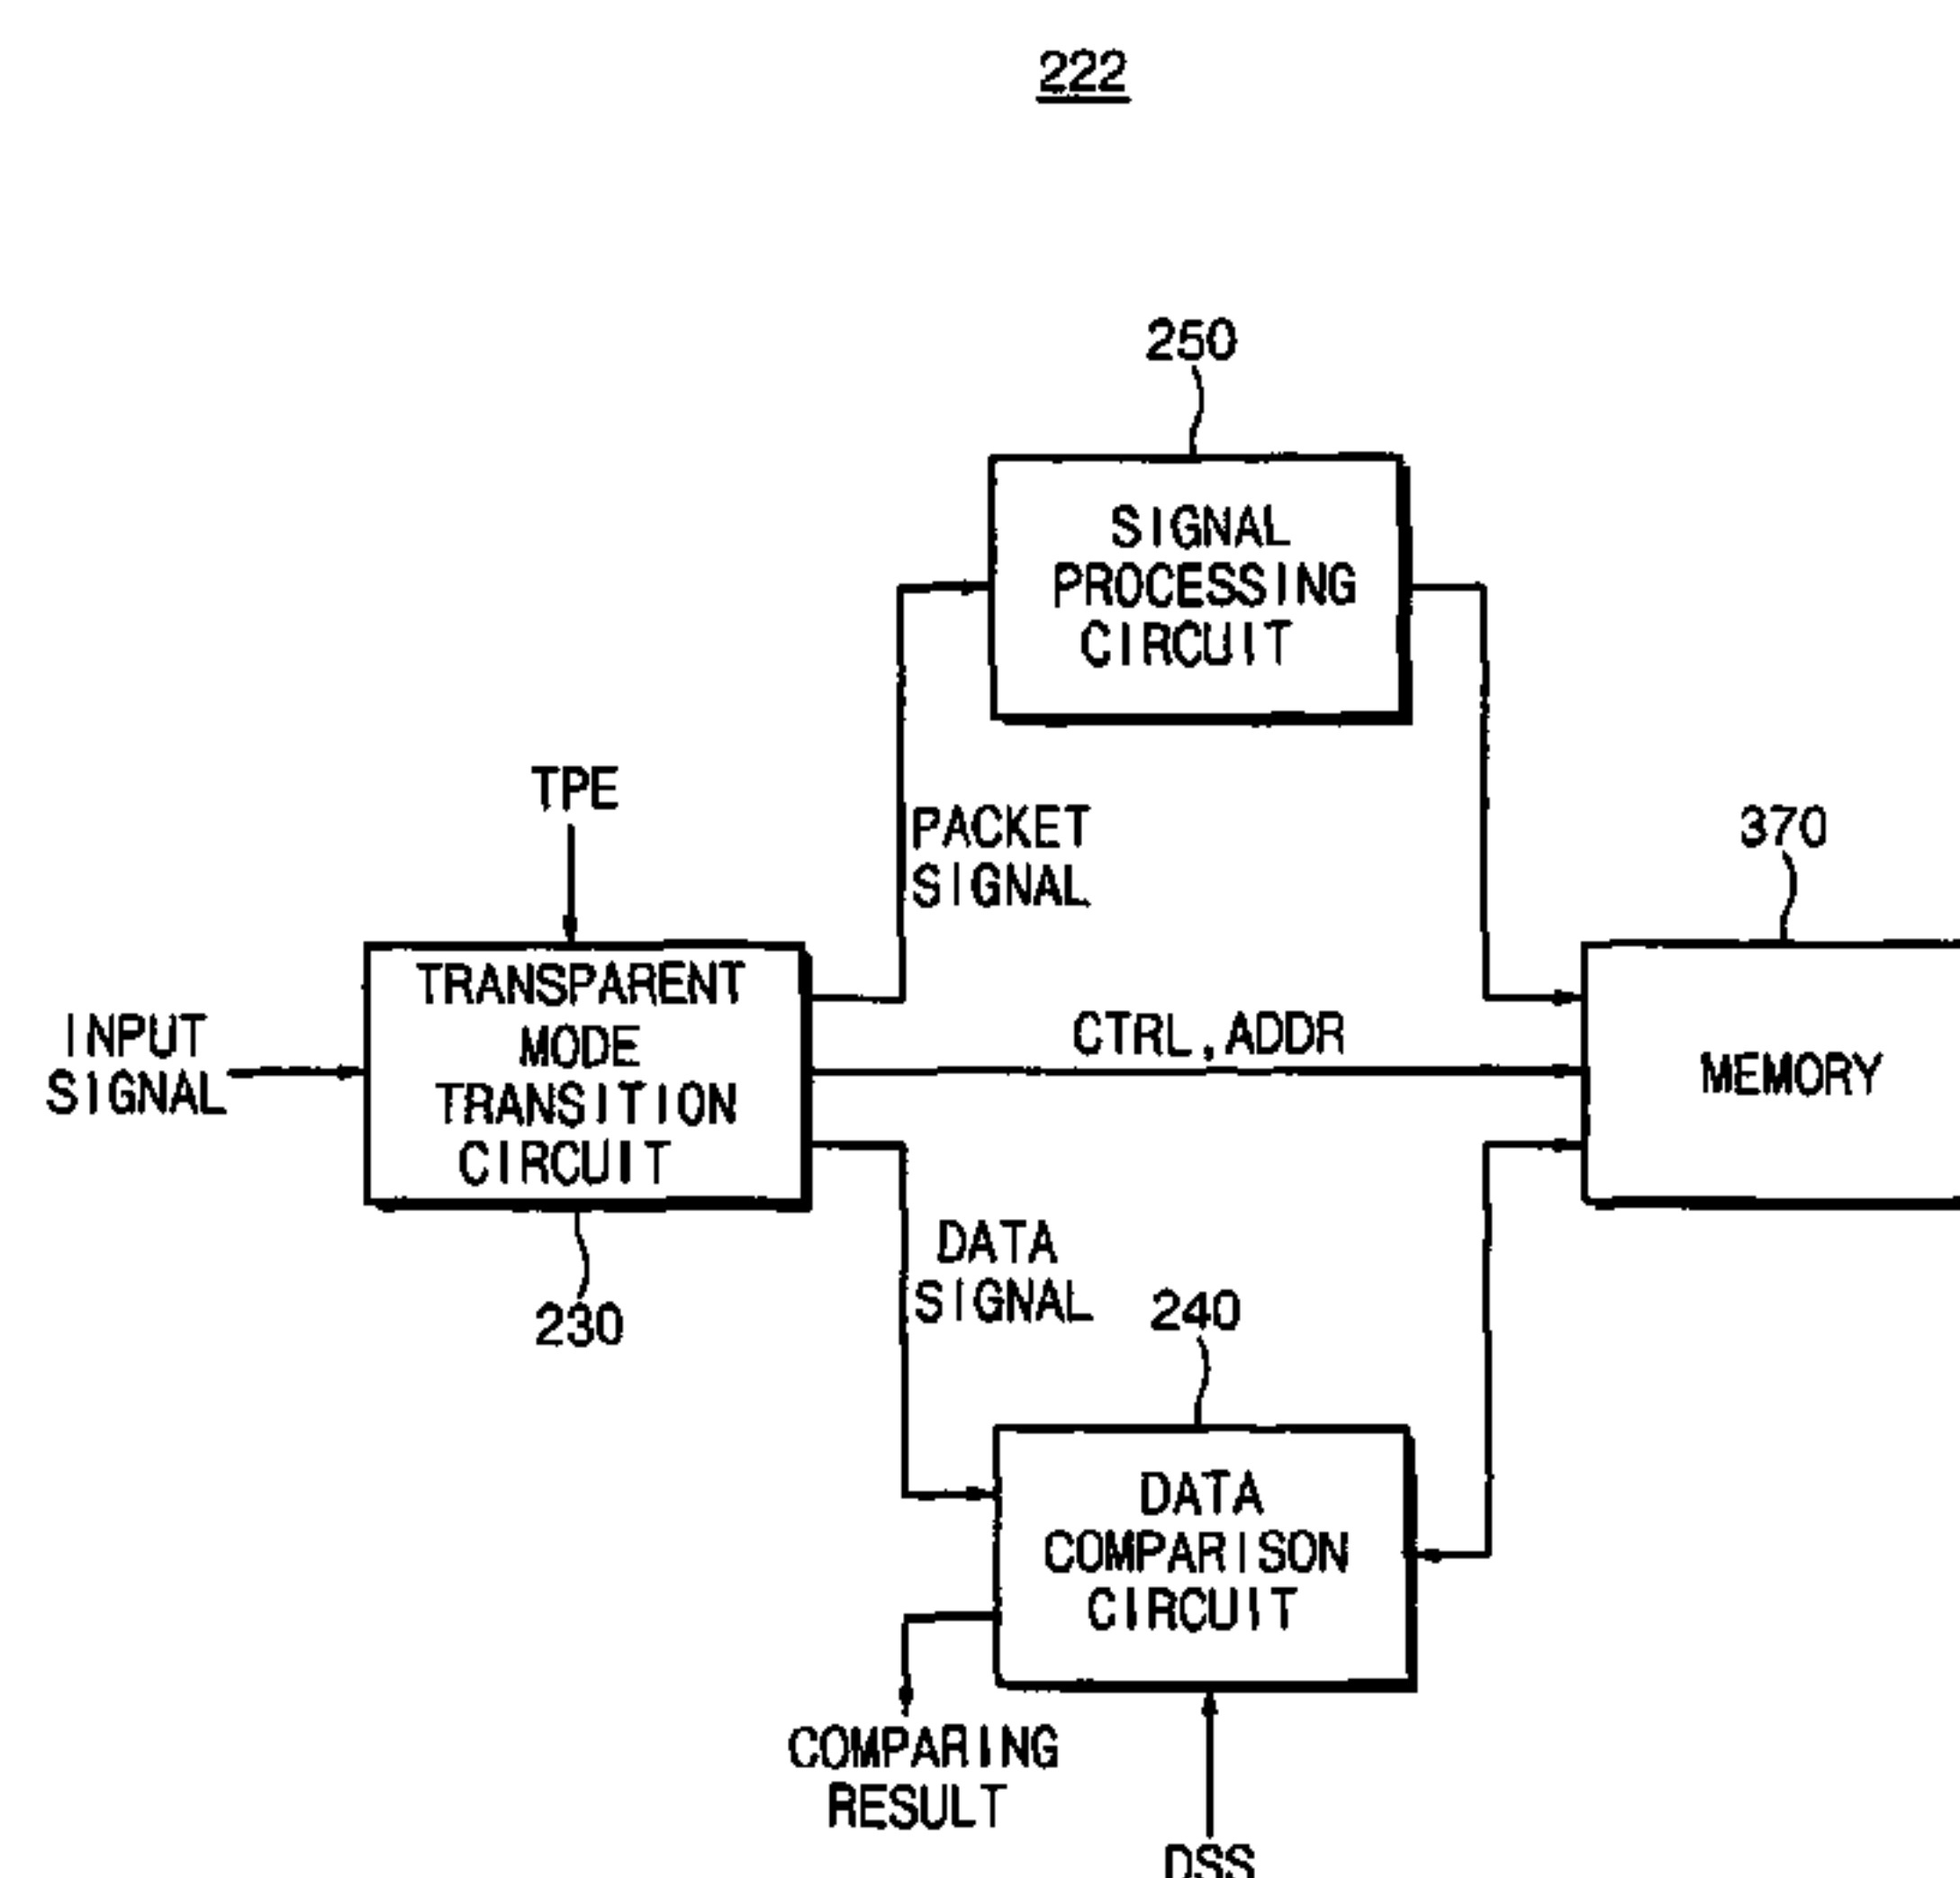 222
250
SIGNAL
PROCESSING
CIRCUIT
TPE
PACKET
SIGNAL
370
INPUT
SIGNAL
TRANSPARENT
MODE
TRANSITION
CIRCUIT
CTRL,ADDR
MEMORY
230
DATA
SIGNAL
240
DATA
COMPARISON
CIRCUIT
COMPARING
RESULT
DSS